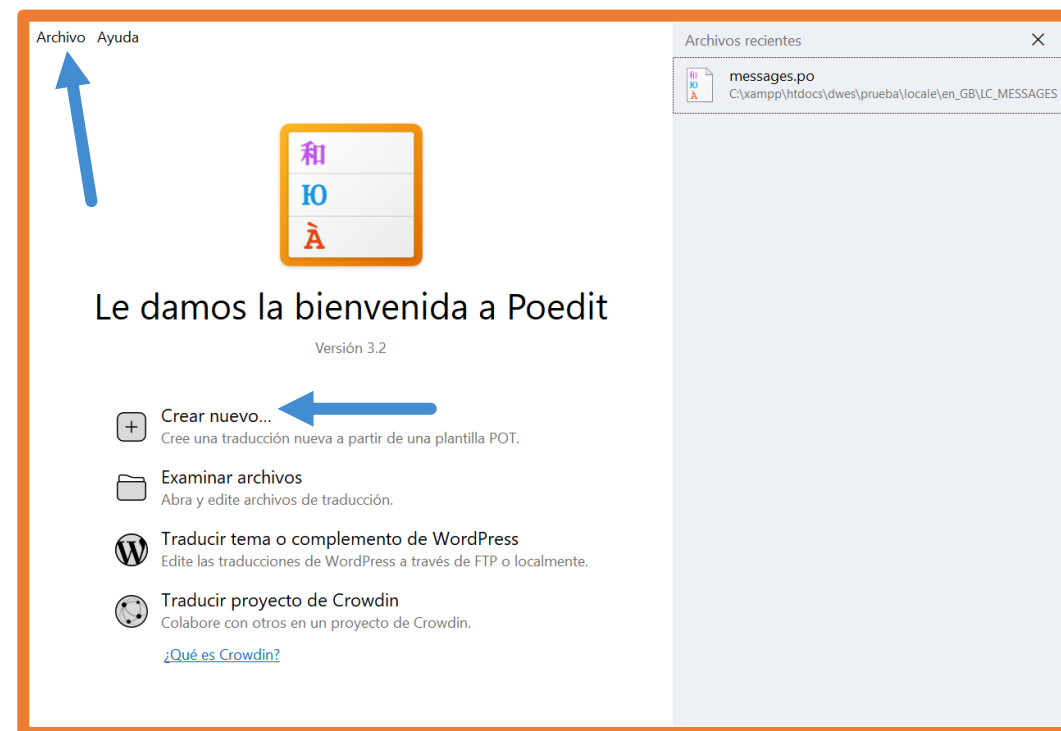 Archivo Ayuda
Archivos recientes
messages.po
C:\xampp\htdocs\dwes\prueba\locale\en_GB\LC_MESSAGES
和
Ю
À
Le damos la bienvenida a Poedit
Versión 3.2
Crear nuevo...
Cree una traducción nueva a partir de una plantilla POT.
Examinar archivos
Abra y edite archivos de traducción.
Traducir tema o complemento de WordPress
Edite las traducciones de WordPress a través de FTP o localmente.
Traducir proyecto de Crowdin
Colabore con otros en un proyecto de Crowdin.
¿Qué es Crowdin?